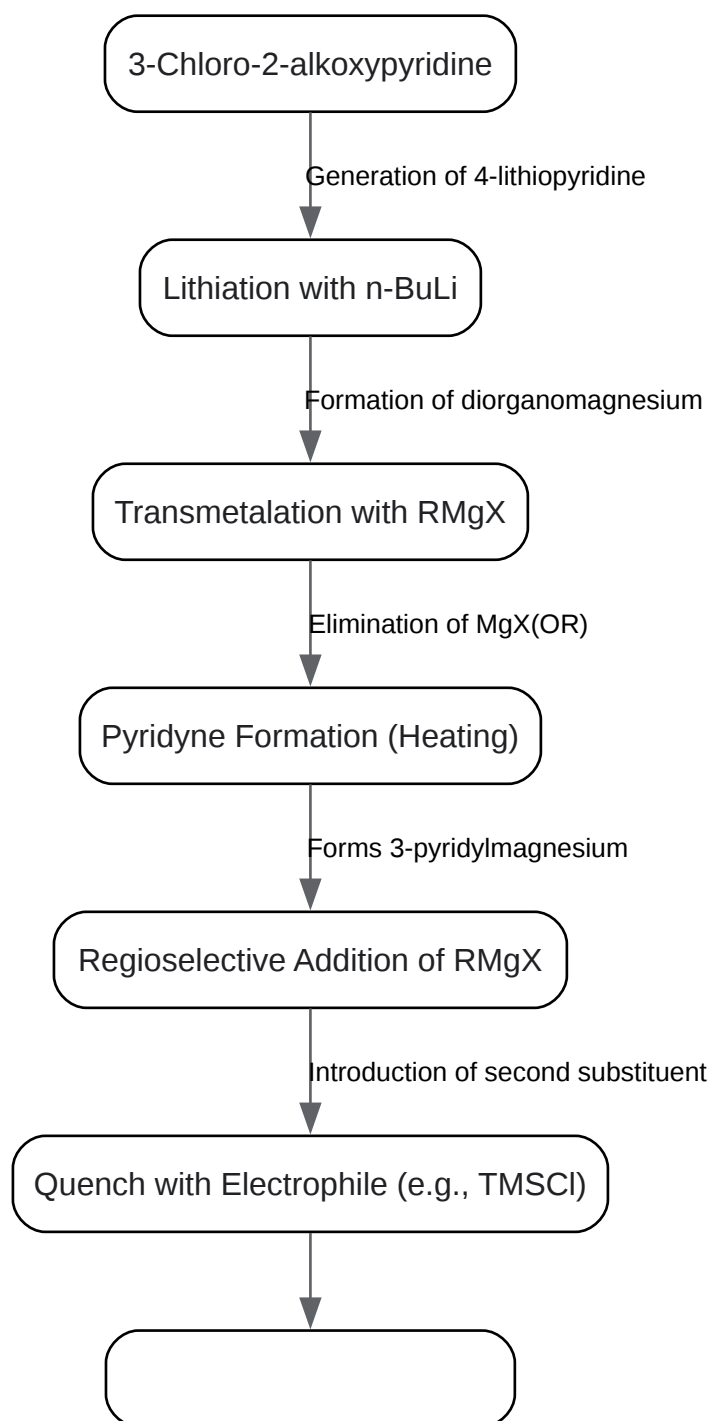 3-Chloro-2-alkoxypyridine
Generation of 4-lithiopyridine
Lithiation with n-BuLi
Formation of diorganomagnesium
Transmetalation with RMgX
Elimination of MgX(OR)
Pyridyne Formation (Heating)
Forms 3-pyridylmagnesium
Regioselective Addition of RMgX
Introduction of second substituent
Quench with Electrophile (e.g., TMSCl)